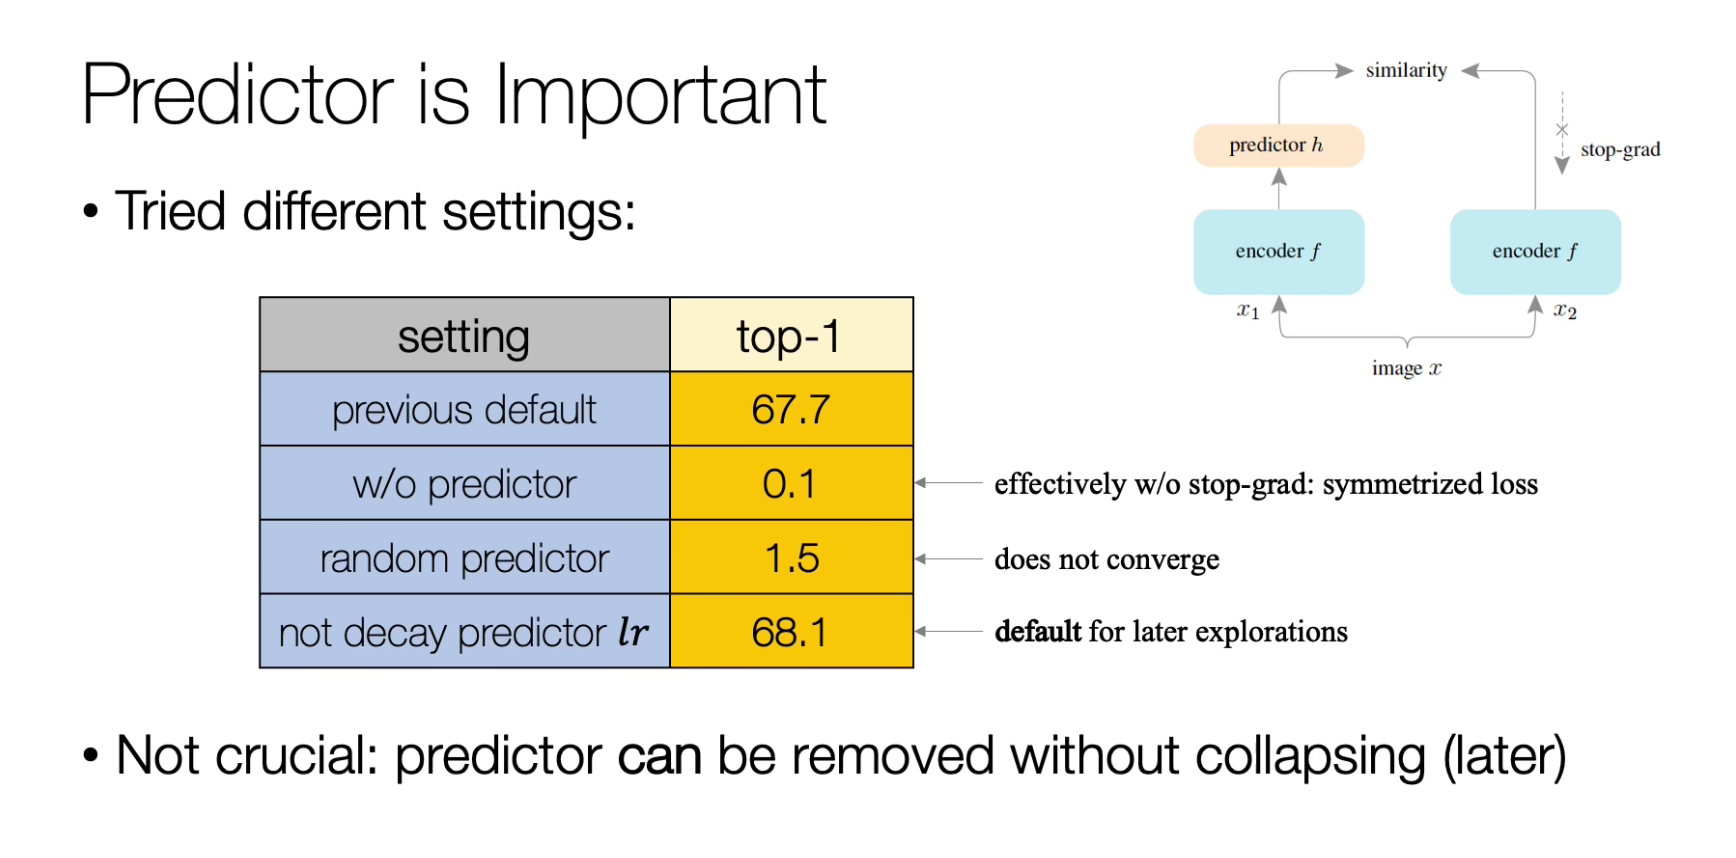 Predictor is Important
• Tried different settings:
similarity
predictor h
stop-grad
encoder f
encoder f
x1
x2
image x
setting top-1
previous default 67.7
w/o predictor 0.1 effectively w/o stop-grad: symmetrized loss
random predictor 1.5 does not converge
not decay predictor lr 68.1 default for later explorations
• Not crucial: predictor can be removed without collapsing (later)